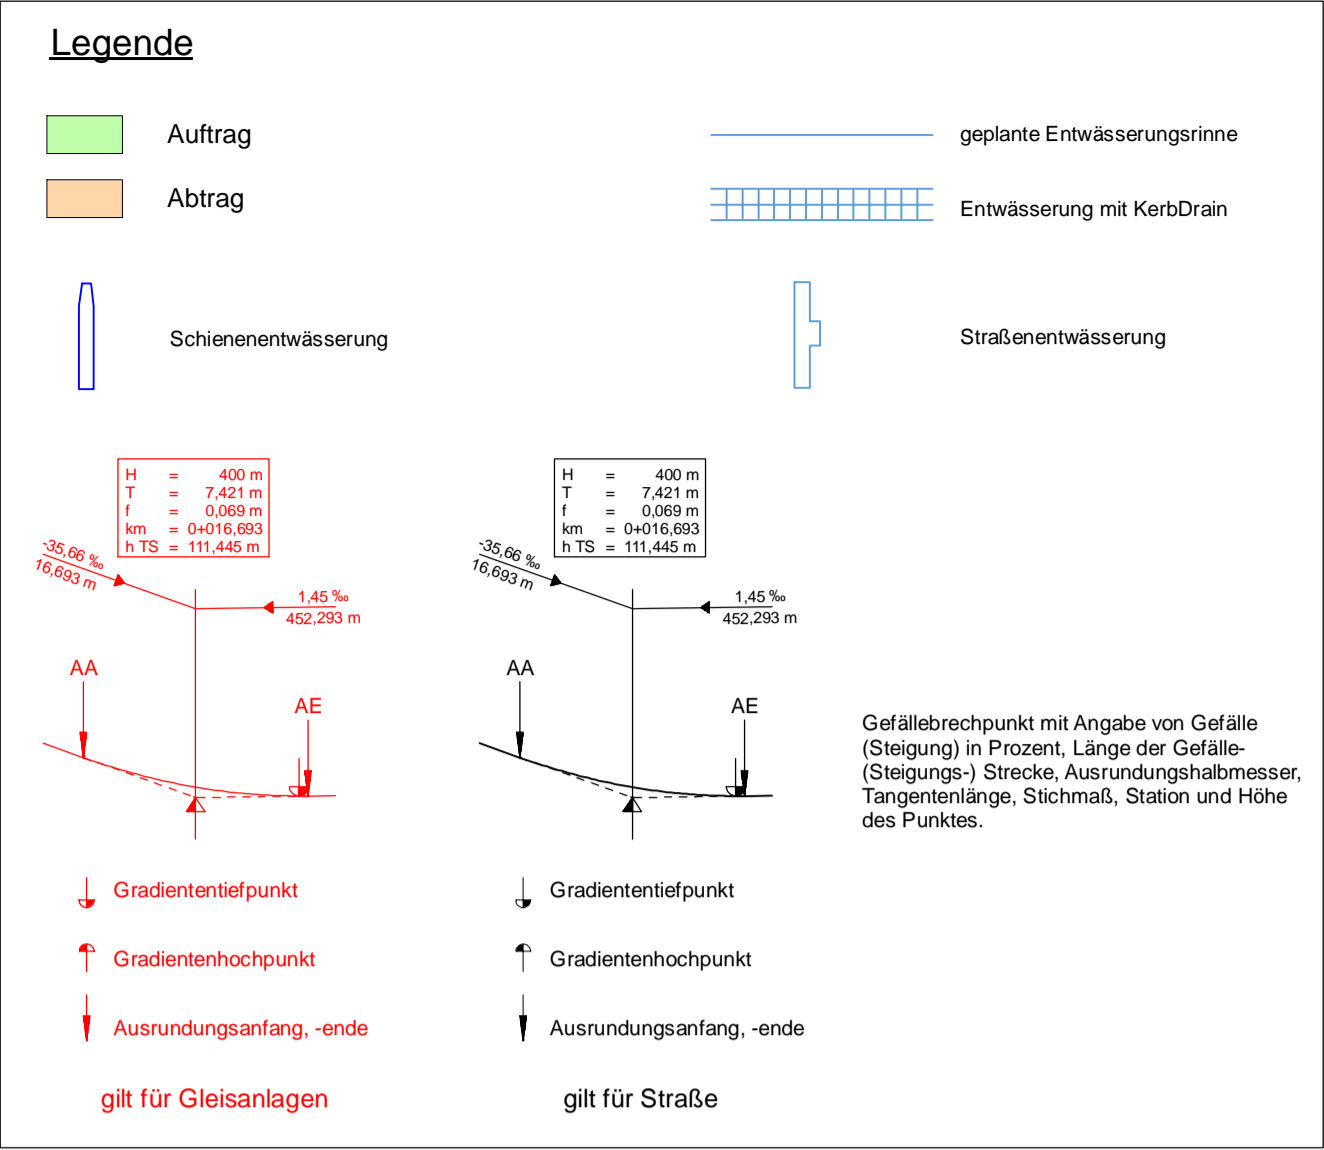 Legende
Auftrag
geplante Entwässerungsrinne
Abtrag
Entwässerung mit KerbDrain
Schienenentwässerung
Straßenentwässerung
H = 400 m
T = 7,421 m
f = 0,069 m
km = 0+016,693
h TS = 111,445 m
-35,66 ‰
16,693 m
1,45 ‰
452,293 m
AA
AE
H = 400 m
T = 7,421 m
f = 0,069 m
km = 0+016,693
h TS = 111,445 m
-35,66 ‰
16,693 m
1,45 ‰
452,293 m
AA
AE
Gefällebrechpunkt mit Angabe von Gefälle
(Steigung) in Prozent, Länge der Gefälle-
(Steigungs-) Strecke, Ausrundungshalbmesser,
Tangentenlänge, Stichmaß, Station und Höhe
des Punktes.
Gradiententiefpunkt
Gradientenhochpunkt
Ausrundungsanfang, -ende
gilt für Gleisanlagen
Gradiententiefpunkt
Gradientenhochpunkt
Ausrundungsanfang, -ende
gilt für Straße